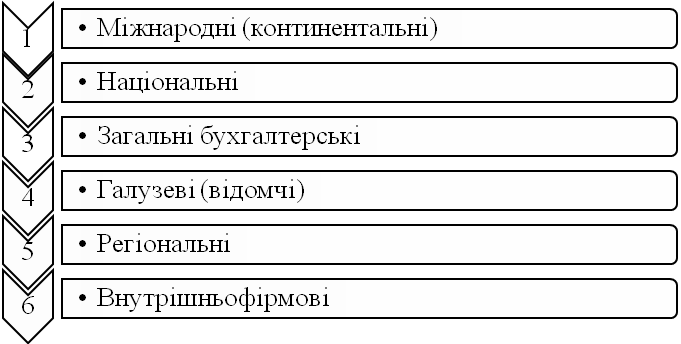 1 • Міжнародні (континентальні)
2 • Національні
3 • Загальні бухгалтерські
4 • Галузеві (відомчі)
5 • Регіональні
6 • Внутрішньофірмові